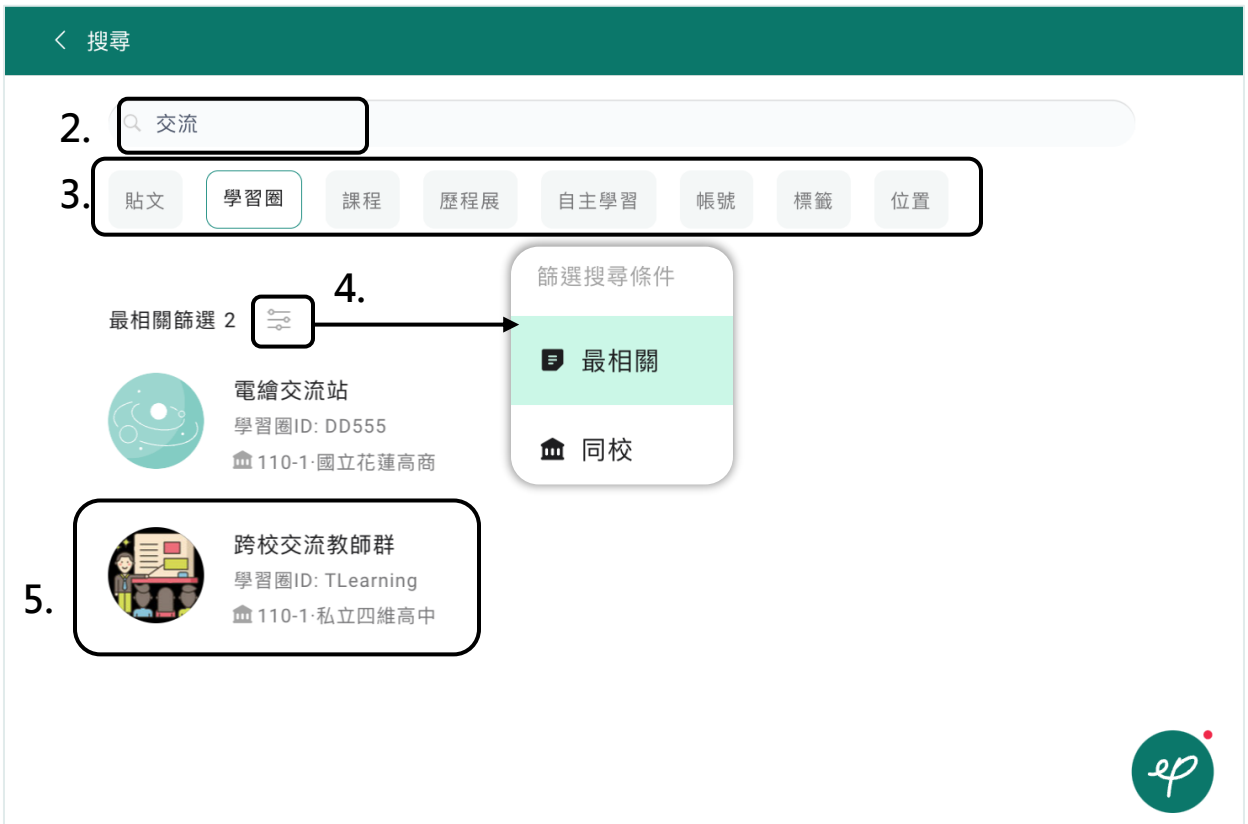 搜尋
2.
交流
3.
貼文 學習圈 課程 歷程展 自主學習 帳號 標籤 位置
4.
篩選搜尋條件
最相關篩選 2
最相關
同校
電繪交流站
學習圈ID: DD555
110-1·國立花蓮高商
5.
跨校交流教師群
學習圈ID: TLearning
110-1·私立四維高中
ep